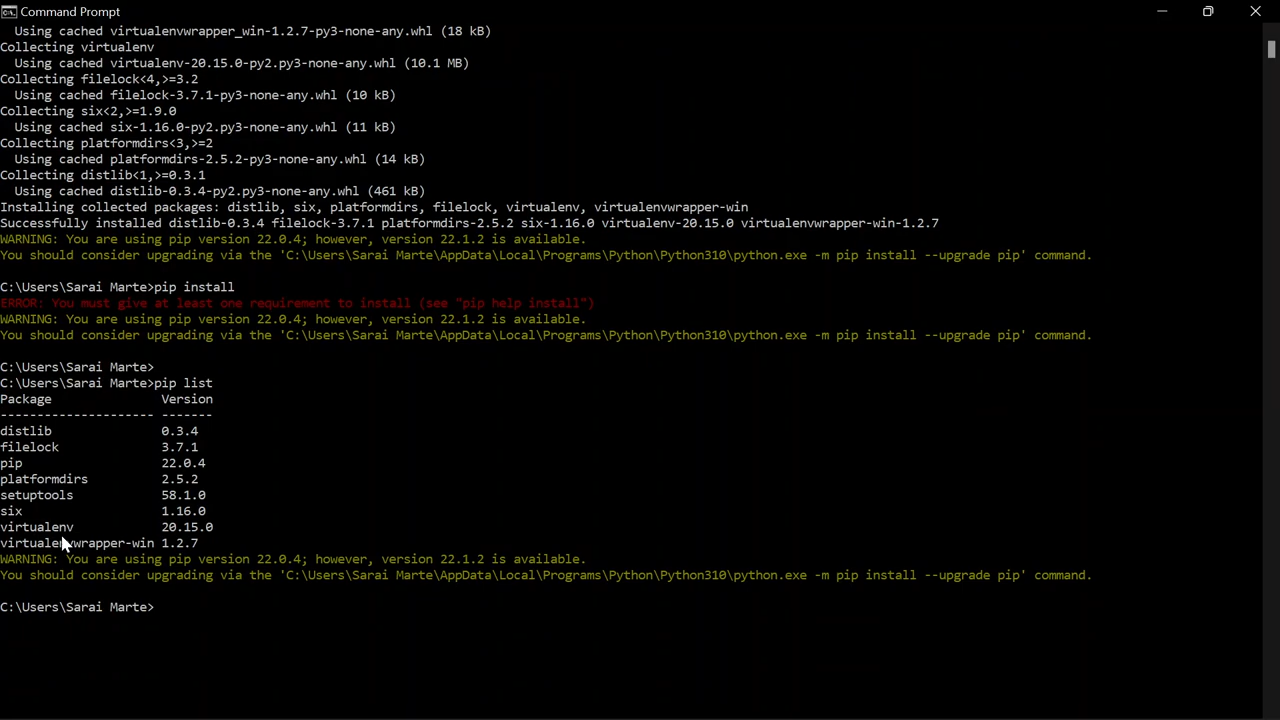 Command Prompt
Using cached virtualenvwrapper_win-1.2.7-py3-none-any.whl (18 kB)
Collecting virtualenv
Using cached virtualenv-20.15.0-py2.py3-none-any.whl (10.1 MB)
Collecting filelock<4,>=3.2
Using cached filelock-3.7.1-py3-none-any.whl (10 kB)
Collecting six<2,>=1.9.0
Using cached six-1.16.0-py2.py3-none-any.whl (11 kB)
Collecting platformdirs<3,>=2
Using cached platformdirs-2.5.2-py3-none-any.whl (14 kB)
Collecting distlib<1,>=0.3.1
Using cached distlib-0.3.4-py2.py3-none-any.whl (461 kB)
Installing collected packages: distlib, six, platformdirs, filelock, virtualenv, virtualenvwrapper-win
Successfully installed distlib-0.3.4 filelock-3.7.1 platformdirs-2.5.2 six-1.16.0 virtualenv-20.15.0 virtualenvwrapper-win-1.2.7
WARNING: You are using pip version 22.0.4; however, version 22.1.2 is available.
You should consider upgrading via the 'C:\Users\Sarai Marte\AppData\Local\Programs\Python\Python310\python.exe -m pip install --upgrade pip' command.
C:\Users\Sarai Marte>pip install
ERROR: You must give at least one requirement to install (see "pip help install")
WARNING: You are using pip version 22.0.4; however, version 22.1.2 is available.
You should consider upgrading via the 'C:\Users\Sarai Marte\AppData\Local\Programs\Python\Python310\python.exe -m pip install --upgrade pip' command.
C:\Users\Sarai Marte>
C:\Users\Sarai Marte>pip list
Package Version
--------------------- -------
distlib 0.3.4
filelock 3.7.1
pip 22.0.4
platformdirs 2.5.2
setuptools 58.1.0
six 1.16.0
virtualenv 20.15.0
virtualenvwrapper-win 1.2.7
WARNING: You are using pip version 22.0.4; however, version 22.1.2 is available.
You should consider upgrading via the 'C:\Users\Sarai Marte\AppData\Local\Programs\Python\Python310\python.exe -m pip install --upgrade pip' command.
C:\Users\Sarai Marte>